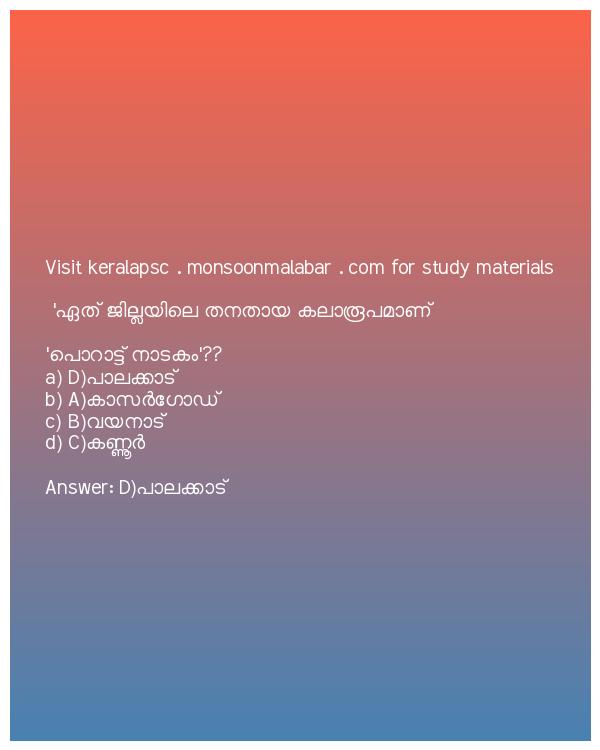 Visit keralapsc . monsoonmalabar . com for study materials
'ഏത് ജില്ലയിലെ തനതായ കലാരൂപമാണ്
'പൊറാട്ട് നാടകം'??
a) D)പാലക്കാട്
b) A)കാസർഗോഡ്
c) B)വയനാട്
d) C)കണ്ണൂർ
Answer: D)പാലക്കാട്